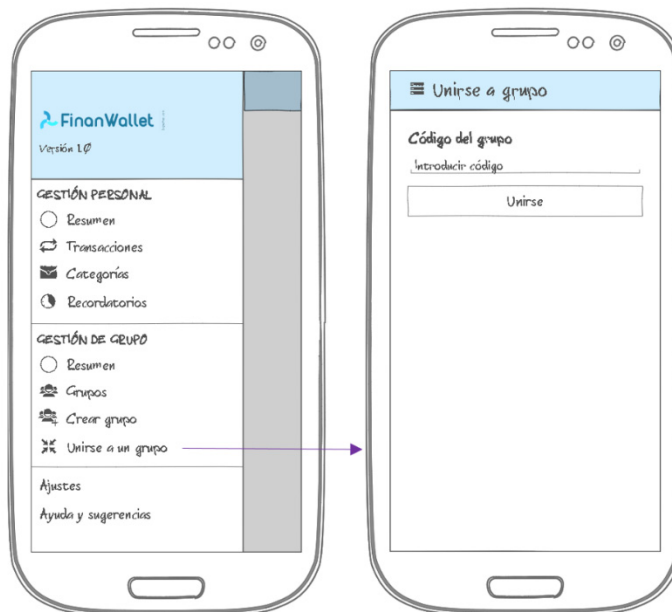 FinanWallet
Versión 1.0
GESTIÓN PERSONAL
Resumen
Transacciones
Categorías
Recordatorios
GESTIÓN DE GRUPO
Resumen
Grupos
Crear grupo
Unirse a un grupo
Ajustes
Ayuda y sugerencias
Unirse a grupo
Código del grupo
Introducir código
Unirse